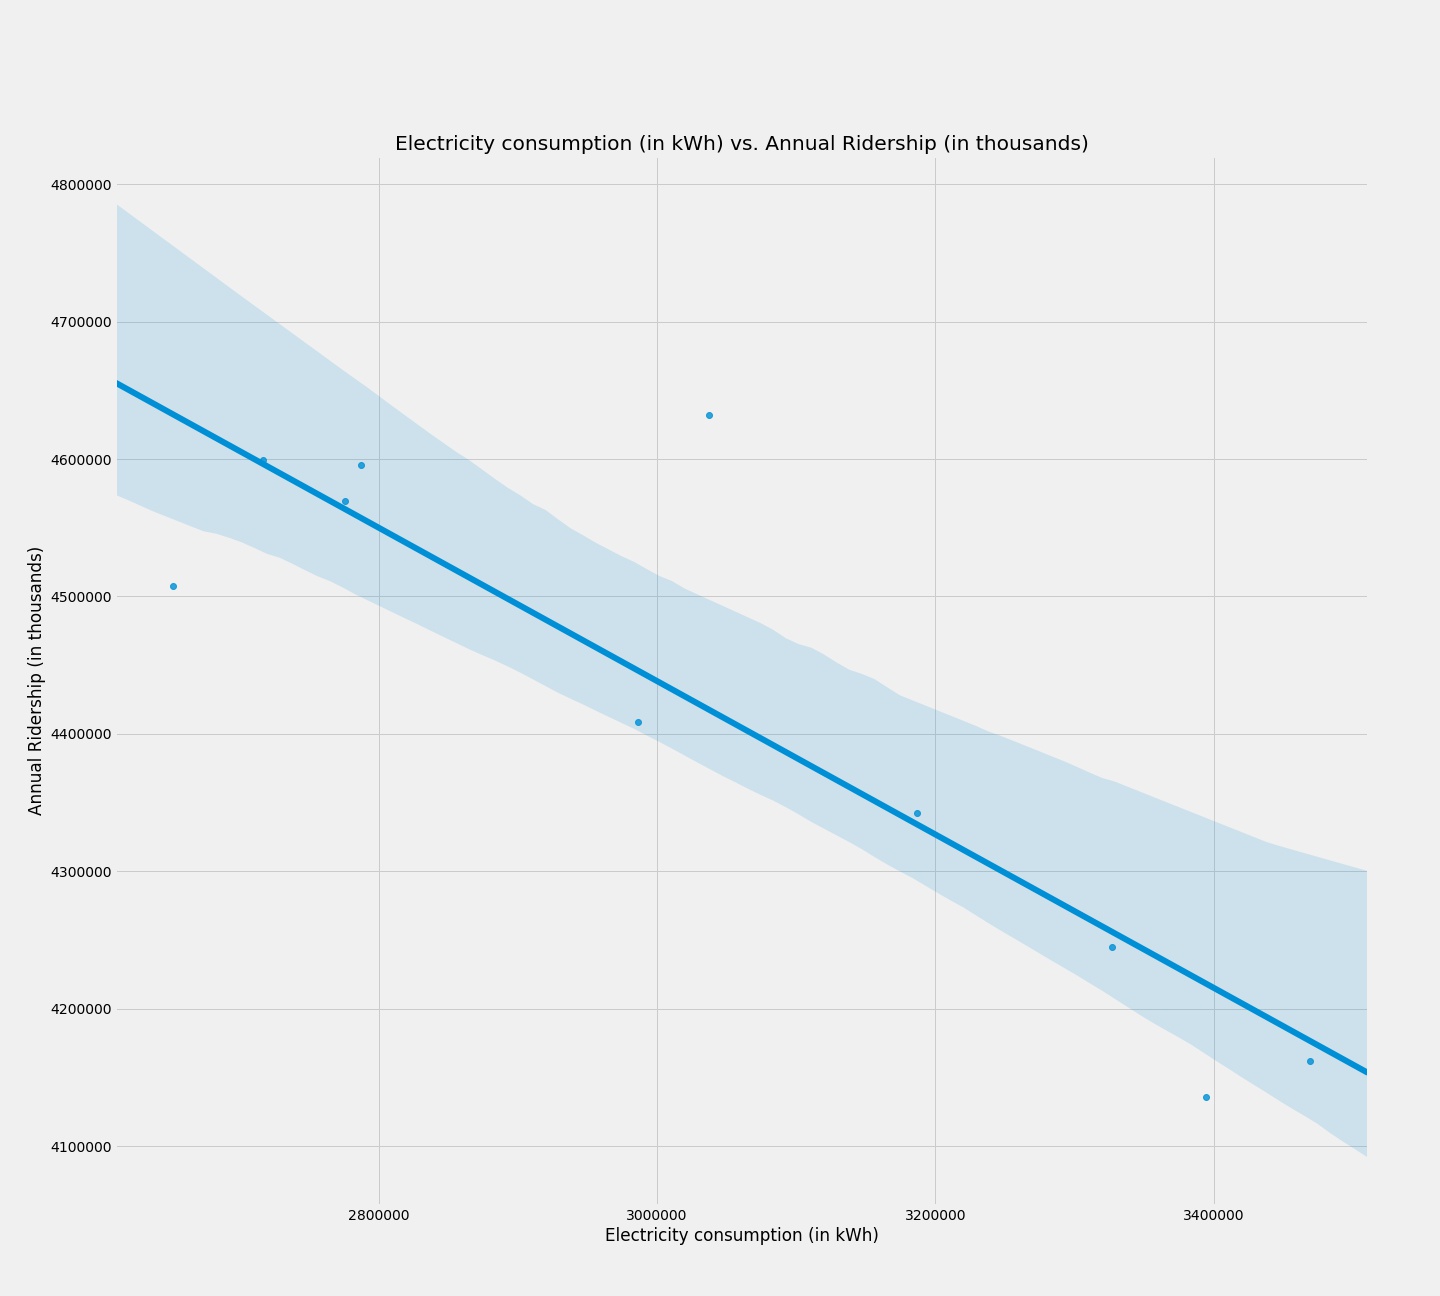 Electricity consumption (in kWh) vs. Annual Ridership (in thousands)
4800000
4700000
4600000
4500000
4400000
4300000
4200000
4100000
Annual Ridership (in thousands)
2800000 3000000 3200000 3400000
Electricity consumption (in kWh)